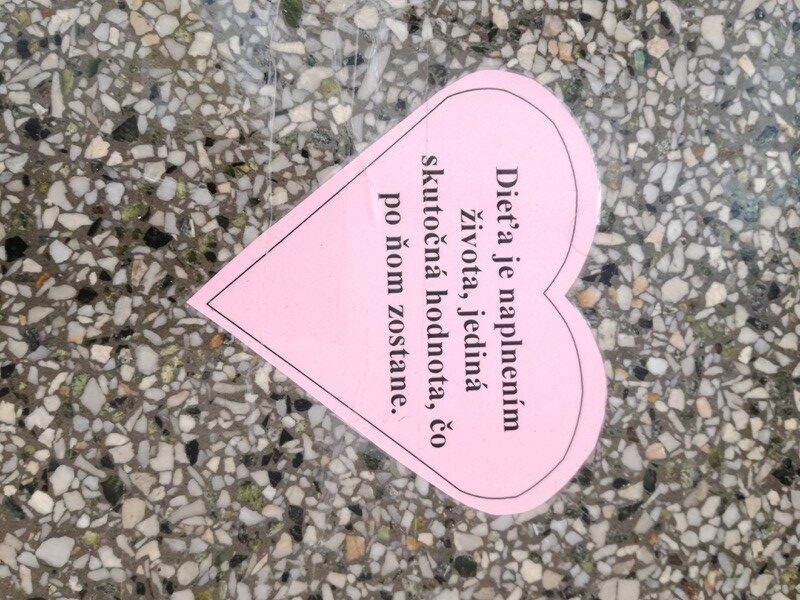 Dieťa je naplnením
života, jediná
skutočná hodnota, čo
po ňom zostane.